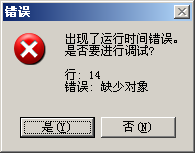 错误
出现了运行时间错误。
是否要进行调试?
行: 14
错误: 缺少对象
是(Y)
否(N)